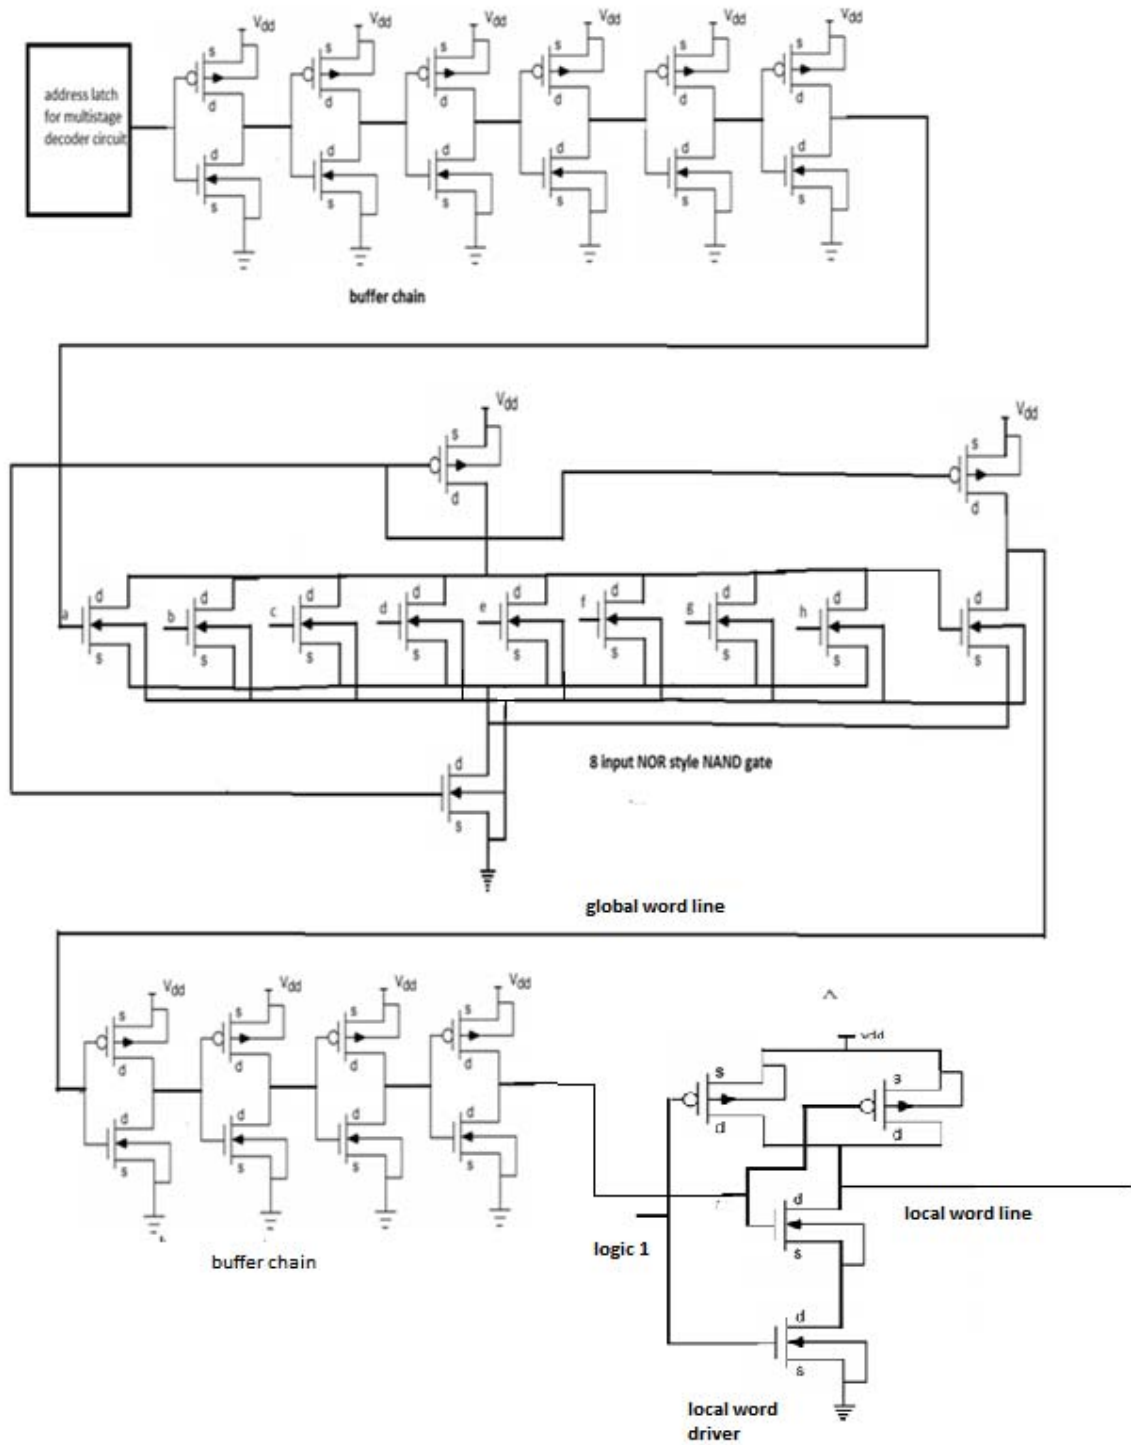 Vdd Vdd Vdd Vdd Vdd Vdd
s s s s s s
address latch
for multistage
decoder circuit
d d d d d d
d d d d d d
s s s s s s
buffer chain
Vdd Vdd
s s
d d
a d b d c d d d e d f d g d h d d
s s s s s s s s s
d
8 input NOR style NAND gate
s
global word line
Vdd Vdd Vdd Vdd
s s s s
d d d d
d d d d
s s s s
buffer chain
vdd
s s
d d
d
local word line
logic 1
s
d
s
local word
driver